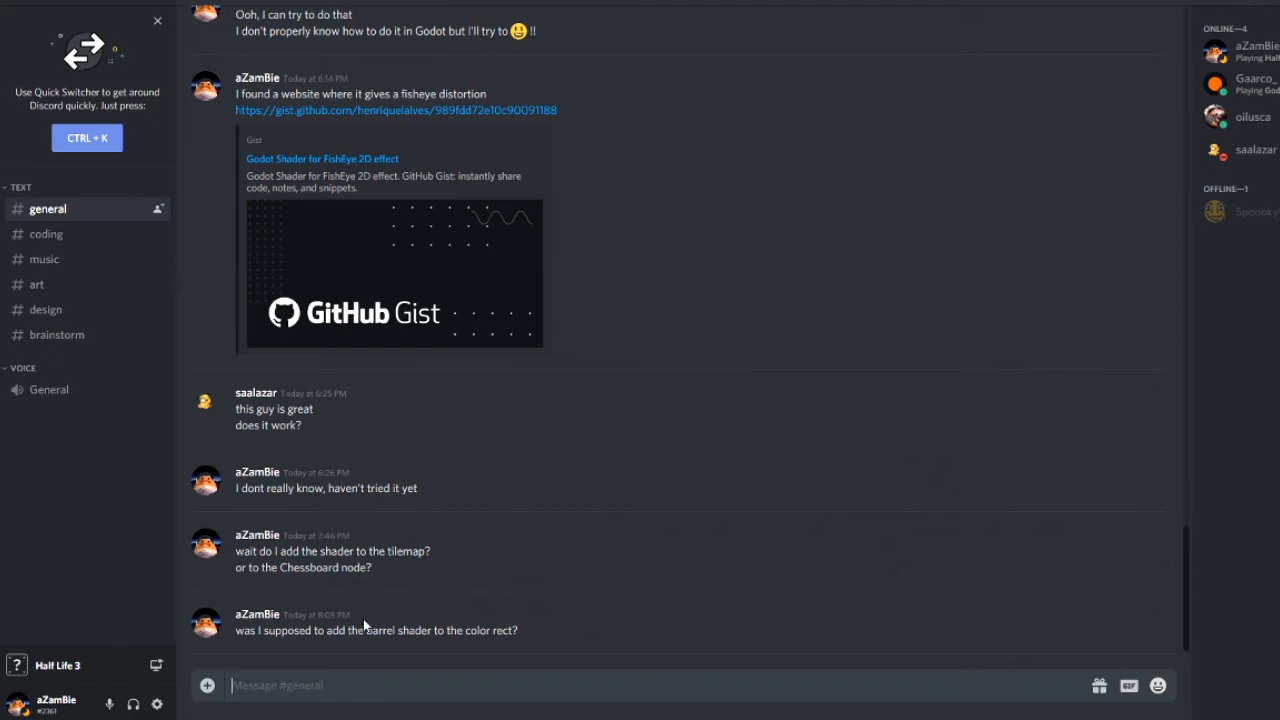 Use Quick Switcher to get around
Discord quickly. Just press:
CTRL + K
TEXT
general
coding
music
art
design
brainstorm
VOICE
General
Half Life 3
aZamBie
#2361
Ooh, I can try to do that
I don't properly know how to do it in Godot but I'll try to !!
aZamBie Today at 6:14 PM
I found a website where it gives a fisheye distortion
https://gist.github.com/henriquelalves/989fdd72e10c90091188
Gist
Godot Shader for FishEye 2D effect
Godot Shader for FishEye 2D effect. GitHub Gist: instantly share
code, notes, and snippets.
GitHub Gist
saalazar Today at 6:25 PM
this guy is great
does it work?
aZamBie Today at 6:26 PM
I dont really know, haven't tried it yet
aZamBie Today at 7:46 PM
wait do I add the shader to the tilemap?
or to the Chessboard node?
aZamBie Today at 8:05 PM
was I supposed to add the barrel shader to the color rect?
Message #general
GIF
ONLINE—4
aZamBie
Playing Half
Gaarco_
Playing God
oilusca
saalazar
OFFLINE—1
Spoooky